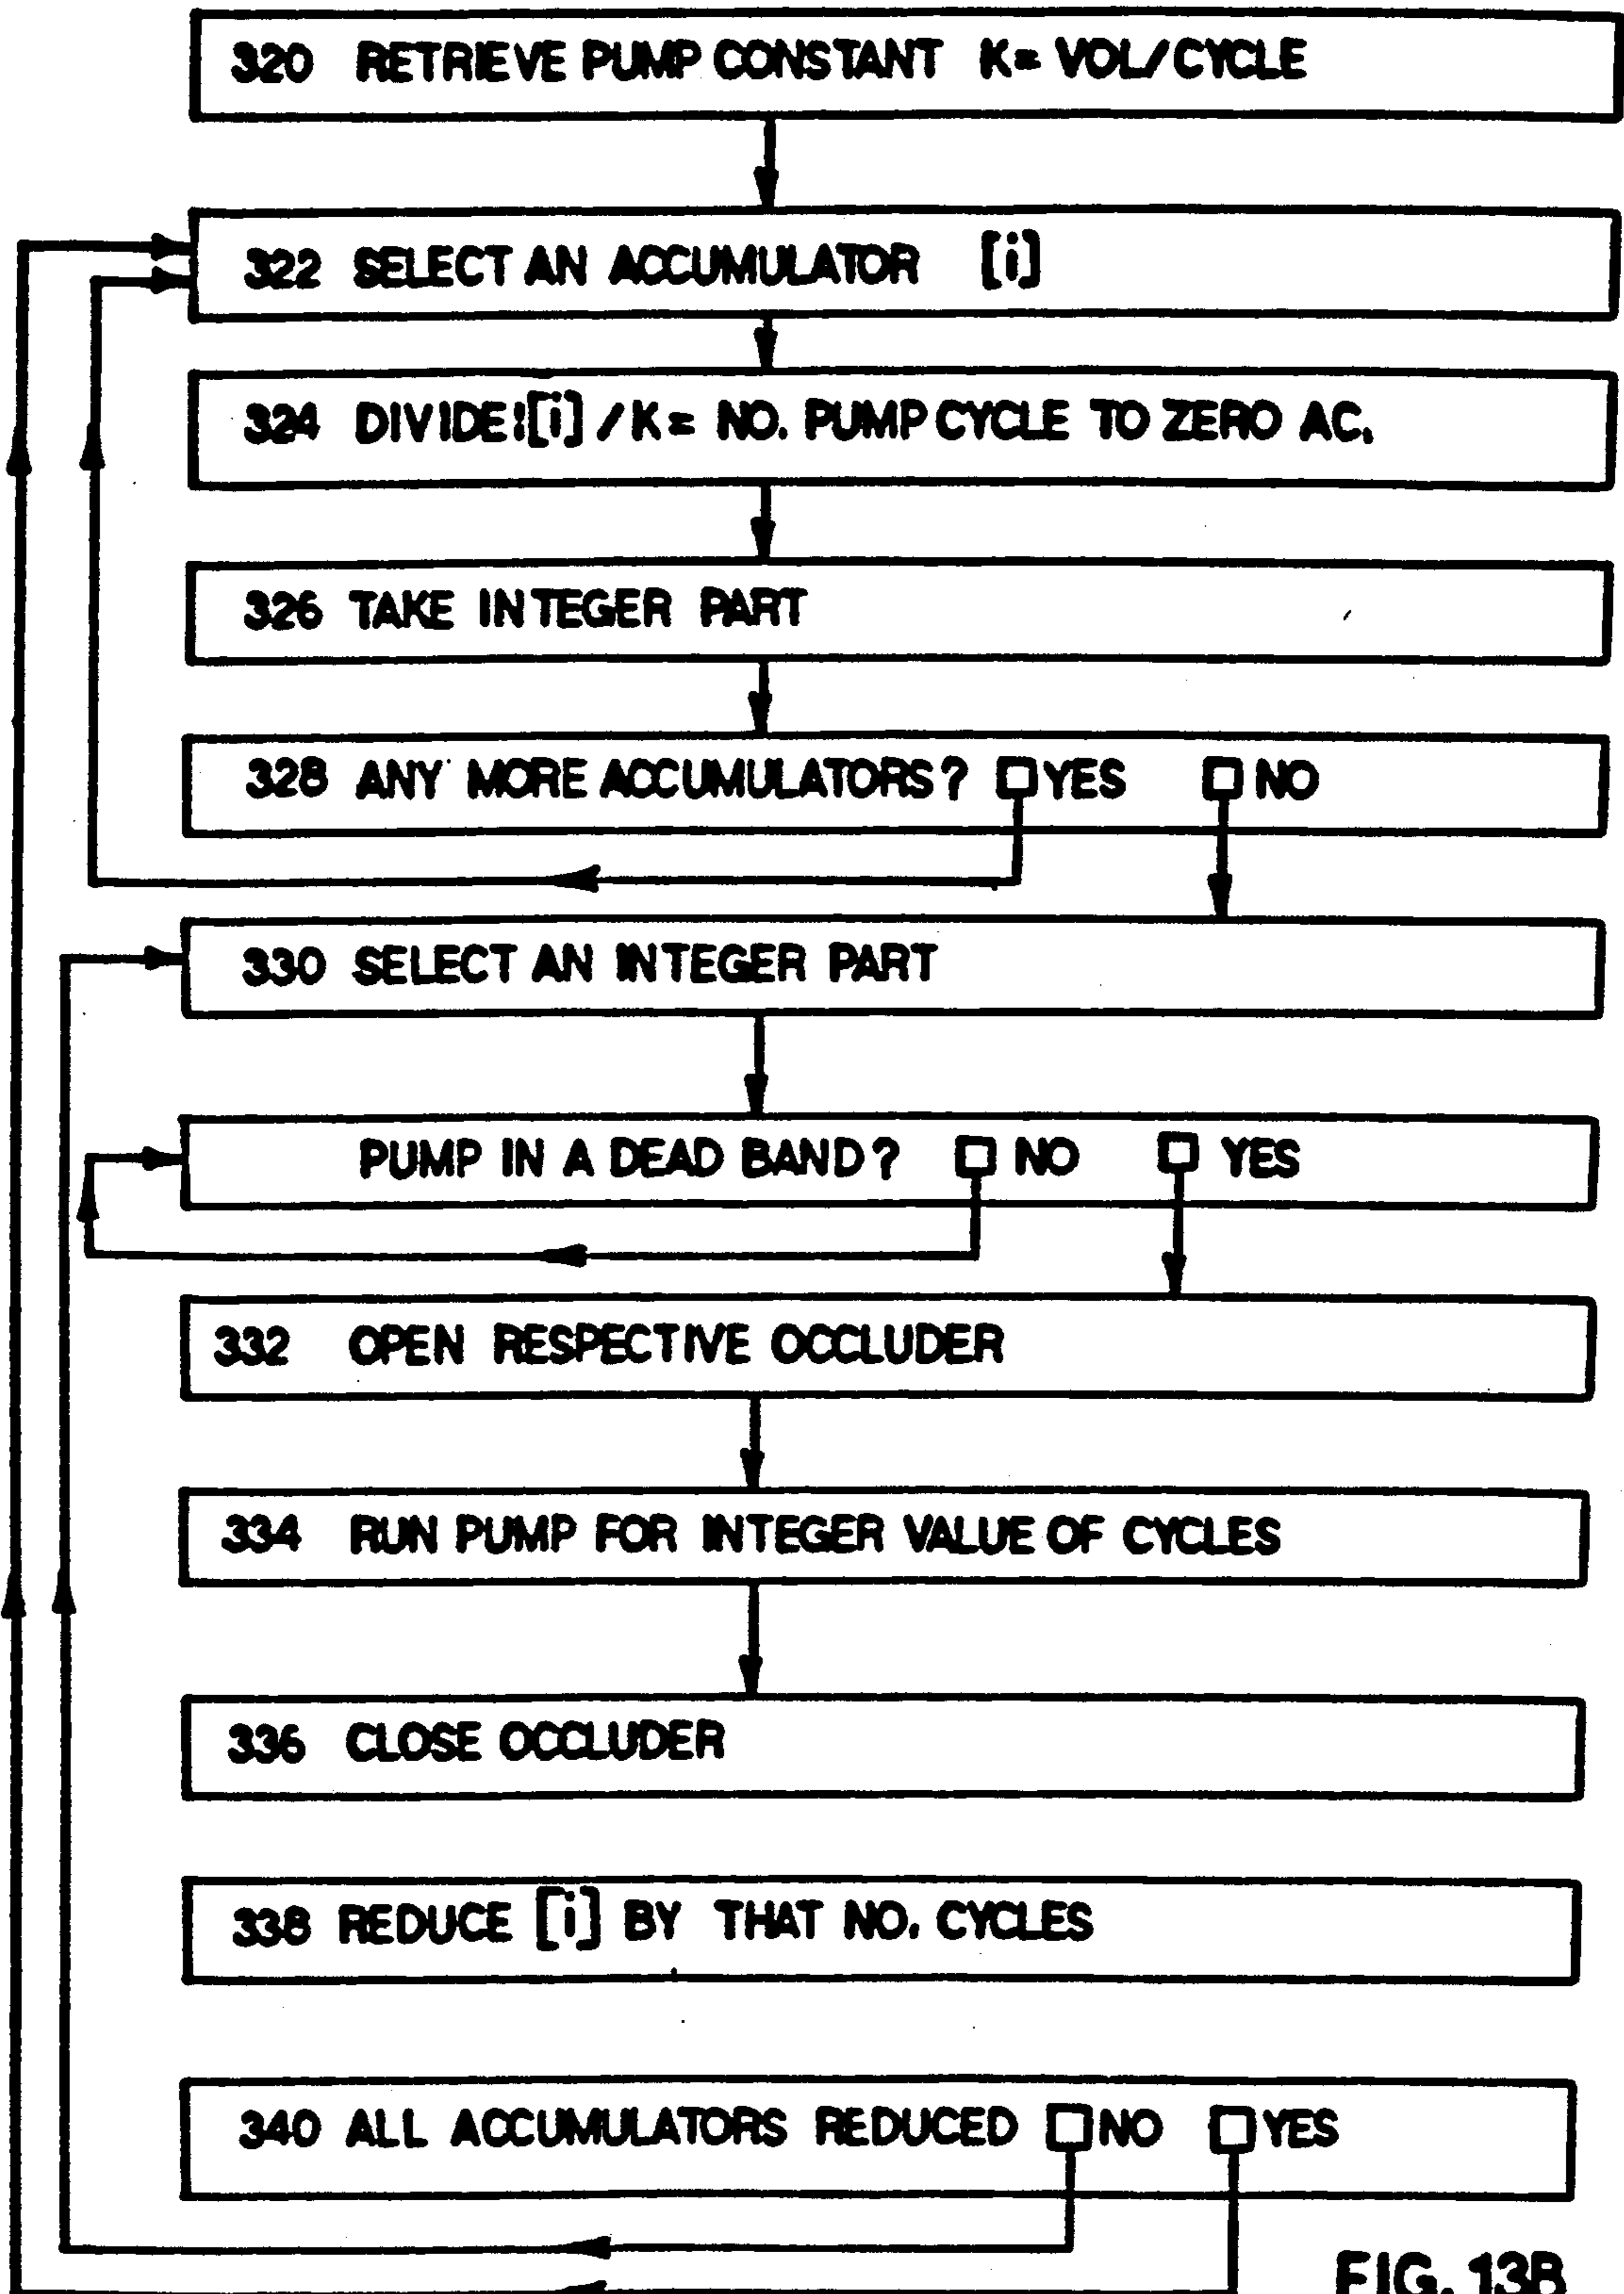 320 RETRIEVE PUMP CONSTANT K= VOL/CYCLE
322 SELECT AN ACCUMULATOR [i]
324 DIVIDE:[i] / K= NO. PUMP CYCLE TO ZERO AC.
326 TAKE INTEGER PART
328 ANY MORE ACCUMULATORS? YES NO
330 SELECT AN INTEGER PART
PUMP IN A DEAD BAND? NO YES
332 OPEN RESPECTIVE OCCLUDER
334 RUN PUMP FOR INTEGER VALUE OF CYCLES
336 CLOSE OCCLUDER
338 REDUCE [i] BY THAT NO. CYCLES
340 ALL ACCUMULATORS REDUCED NO YES
FIG. 13B